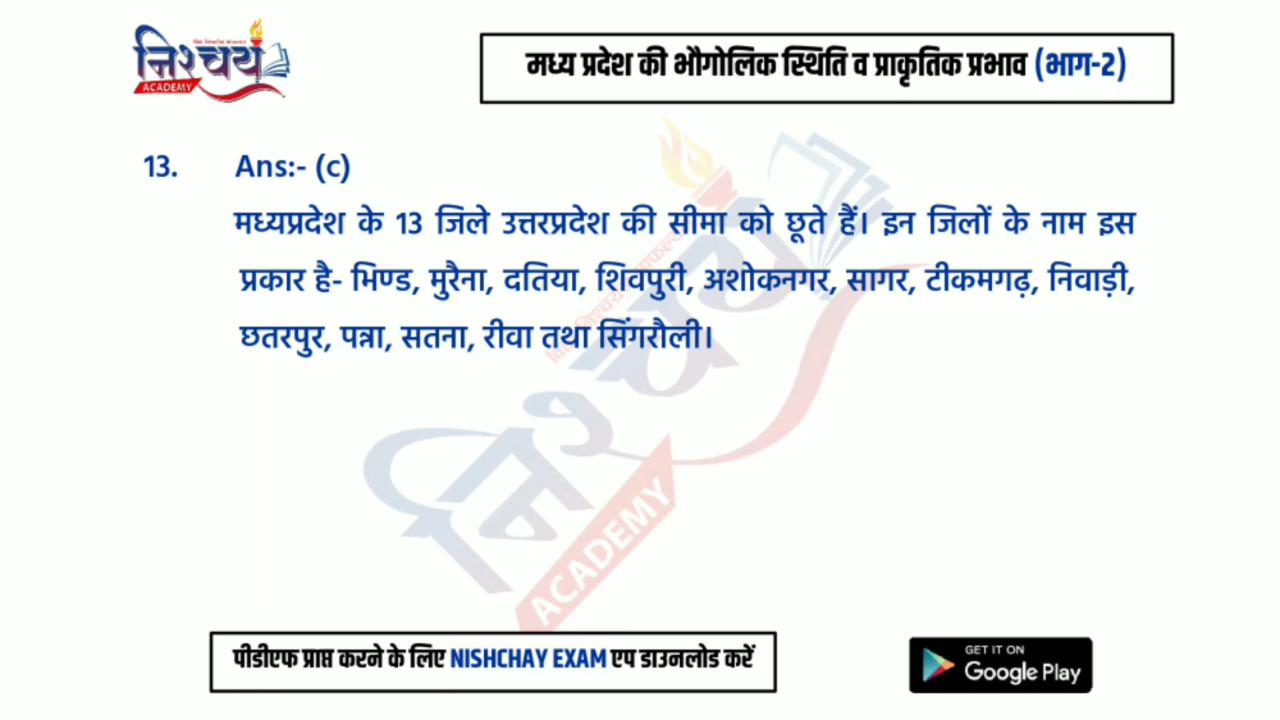 निश्चय
ACADEMY
मध्य प्रदेश की भौगोलिक स्थिति व प्राकृतिक प्रभाव (भाग-2)
13. Ans:- (c)
मध्यप्रदेश के 13 जिले उत्तरप्रदेश की सीमा को छूते हैं। इन जिलों के नाम इस
प्रकार है- भिण्ड, मुरैना, दतिया, शिवपुरी, अशोकनगर, सागर, टीकमगढ़, निवाड़ी,
छतरपुर, पन्ना, सतना, रीवा तथा सिंगरौली।
निश्चय
ACADEMY
पीडीएफ प्राप्त करने के लिए NISHCHAY EXAM एप डाउनलोड करें
GET IT ON
Google Play